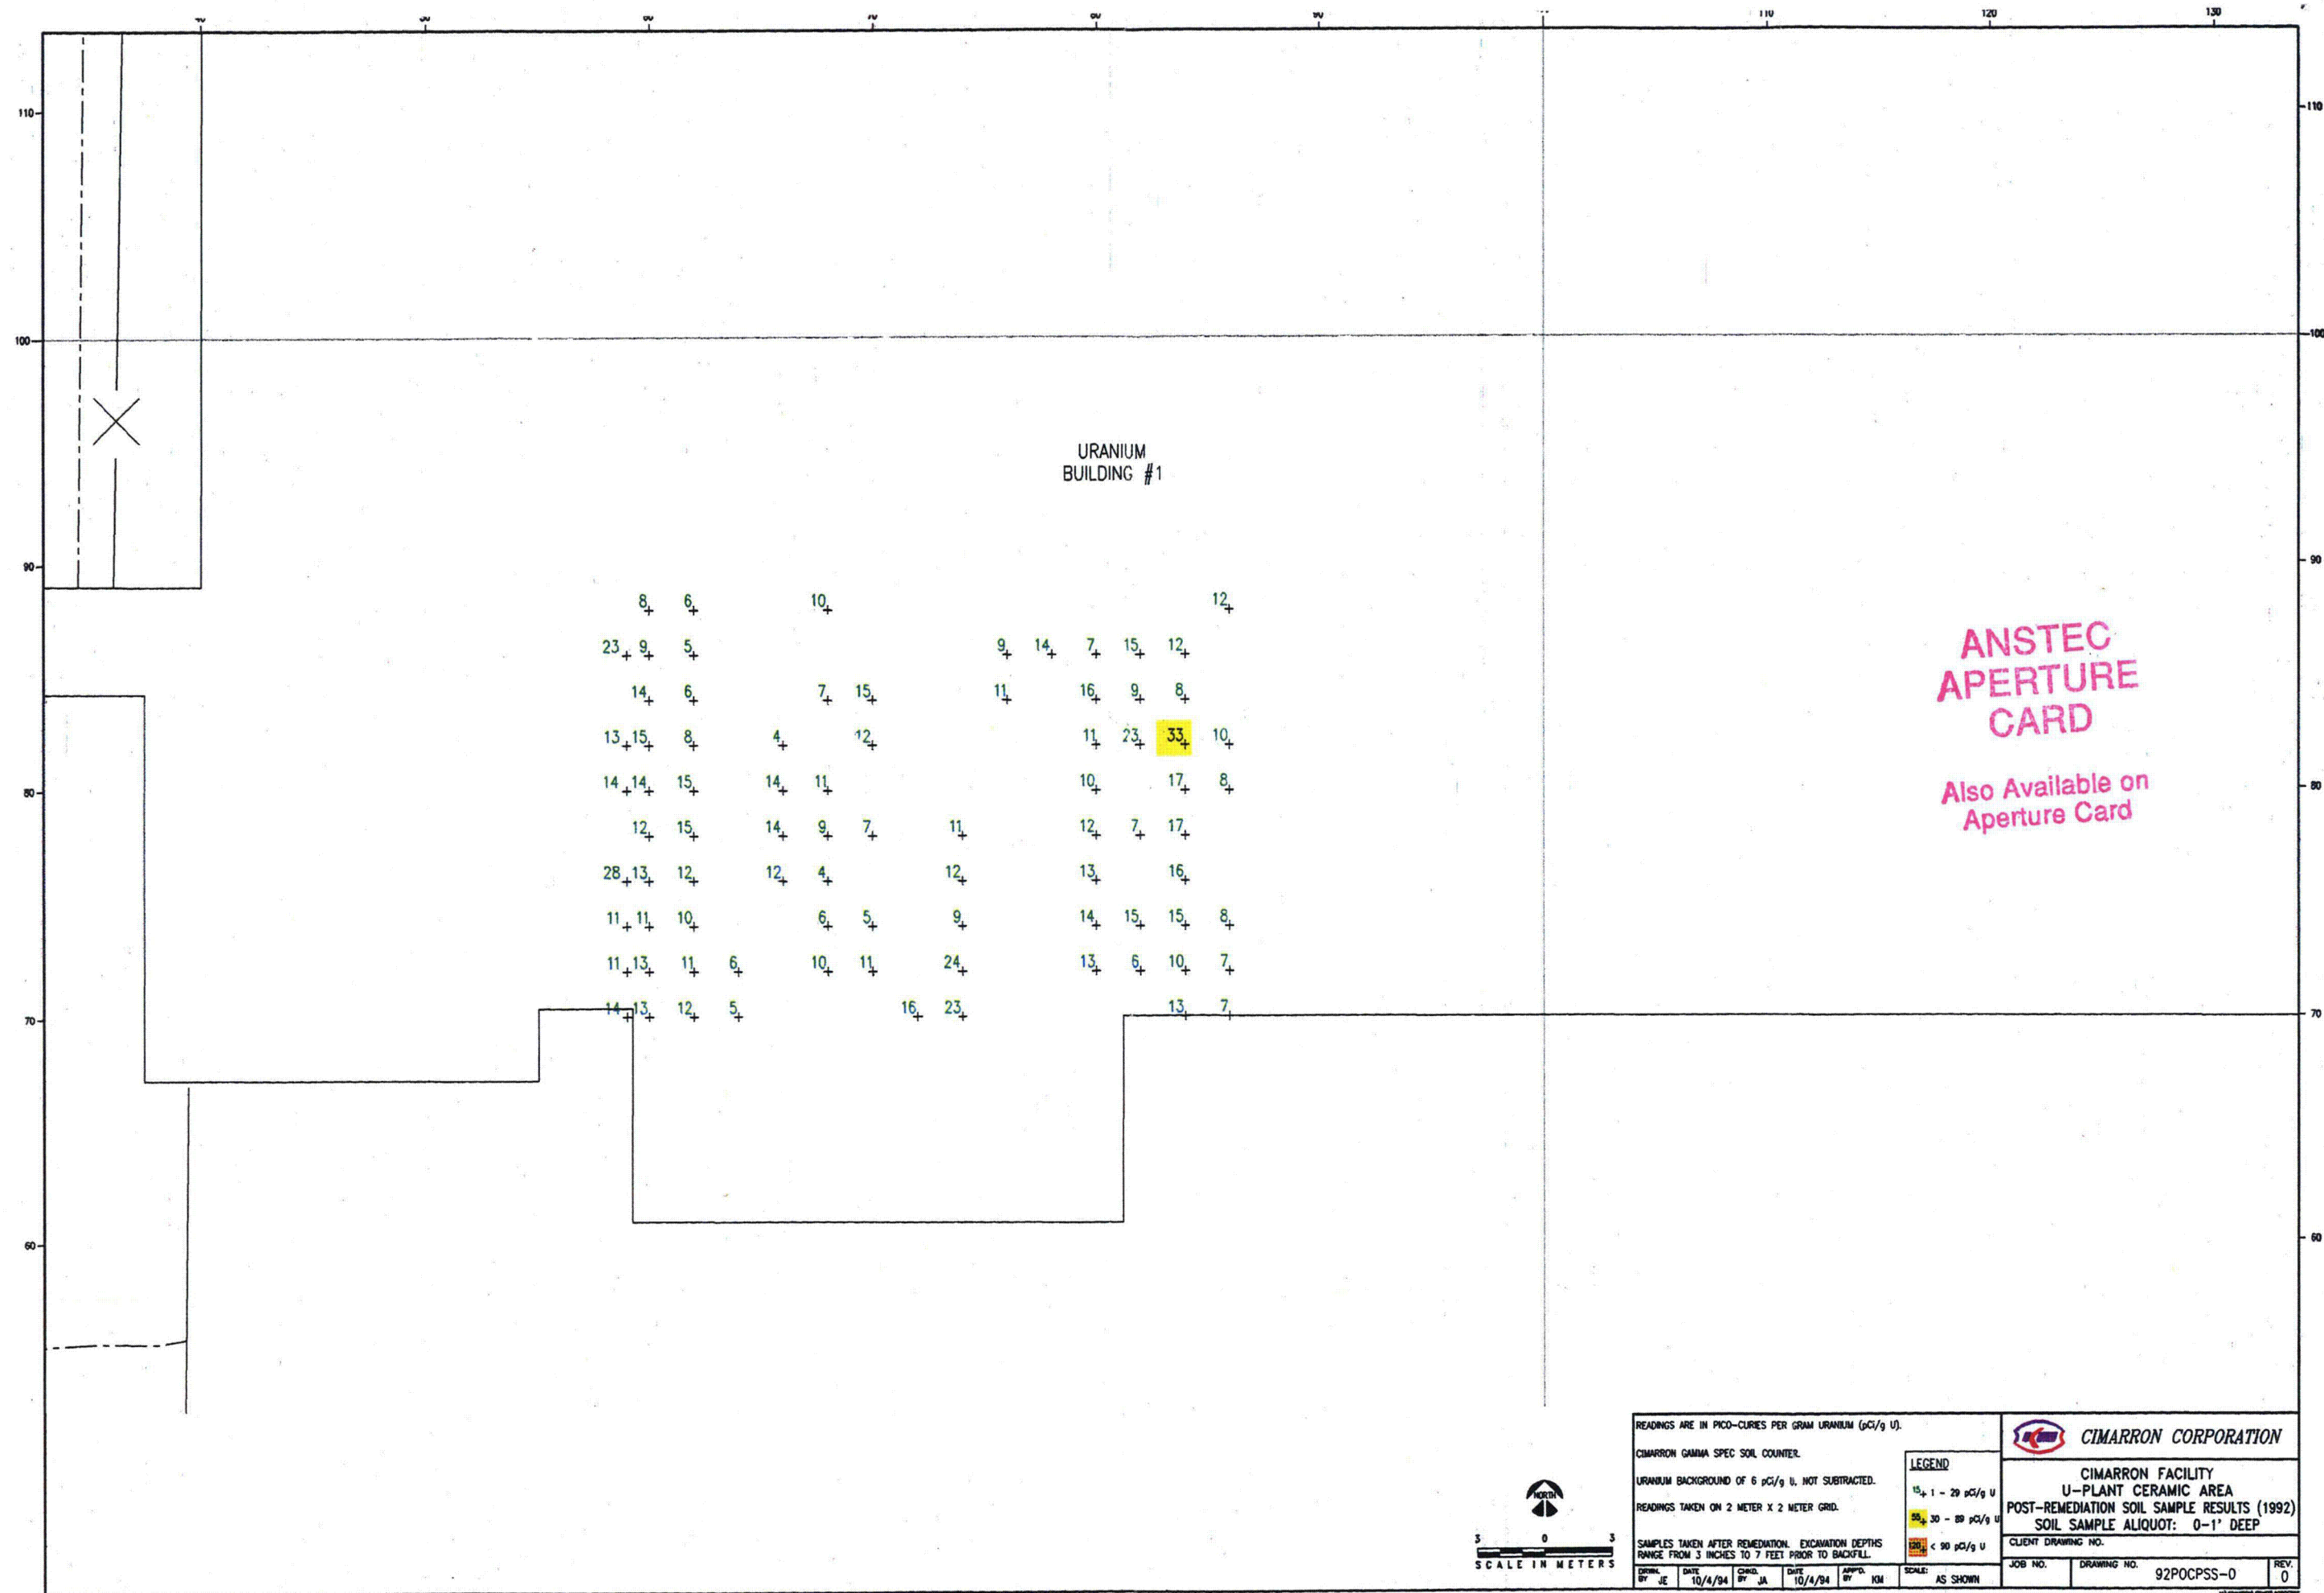 40 50 60 70 80 90 110 120 130
110 110
100 100
URANIUM
BUILDING #1
90 90
8 6 10 12
23 9 5 9 14 7 15 12
14 6 7 15 11 16 9 8
13 15 8 4 12 11 23 33 10
14 14 15 14 11 10 17 8
80 80
12 15 14 9 7 11 12 7 17
28 13 12 12 4 12 13 16
11 11 10 6 5 9 14 15 15 8
11 13 11 6 10 11 24 13 6 10 7
14 13 12 5 16 23 13 7
70 70
60 60
ANSTEC
APERTURE
CARD
Also Available on
Aperture Card
NORTH
3 0 3
SCALE IN METERS
READINGS ARE IN PICO-CURIES PER GRAM URANIUM (pCi/g U).
CIMARRON GAMMA SPEC SOIL COUNTER.
URANIUM BACKGROUND OF 6 pCi/g U. NOT SUBTRACTED.
READINGS TAKEN ON 2 METER X 2 METER GRID.
SAMPLES TAKEN AFTER REMEDIATION. EXCAVATION DEPTHS
RANGE FROM 3 INCHES TO 7 FEET PRIOR TO BACKFILL.
LEGEND
15 1 - 29 pCi/g U
55 30 - 89 pCi/g U
120 < 90 pCi/g U
CIMARRON CORPORATION
CIMARRON FACILITY
U-PLANT CERAMIC AREA
POST-REMEDIATION SOIL SAMPLE RESULTS (1992)
SOIL SAMPLE ALIQUOT: 0-1' DEEP
CLIENT DRAWING NO.
JOB NO. DRAWING NO. 92POCPSS-0 REV. 0
DRWN. BY JE DATE 10/4/94 CHKD. BY JA DATE 10/4/94 APP'D. BY KM SCALE: AS SHOWN